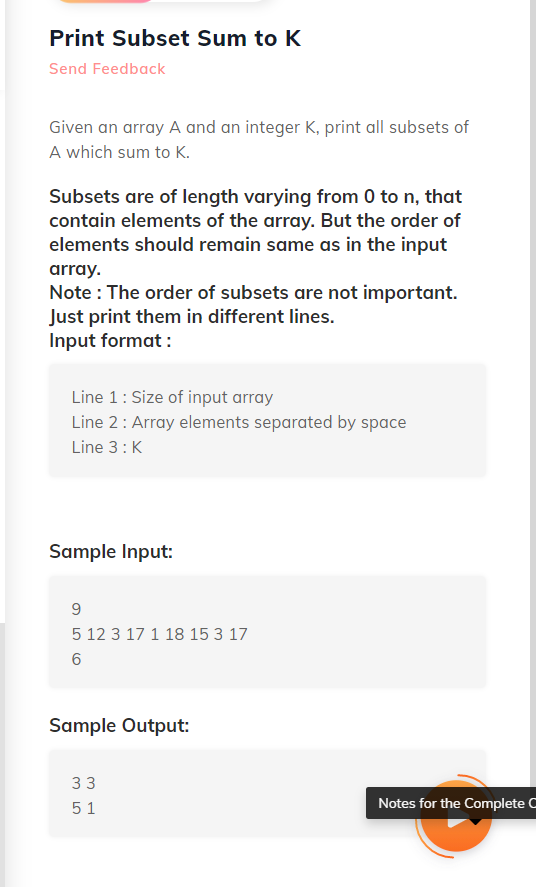 Print Subset Sum to K
Send Feedback
Given an array A and an integer K, print all subsets of
A which sum to K.
Subsets are of length varying from 0 to n, that
contain elements of the array. But the order of
elements should remain same as in the input
array.
Note : The order of subsets are not important.
Just print them in different lines.
Input format :
Line 1 : Size of input array
Line 2 : Array elements separated by space
Line 3 : K
Sample Input:
9
5 12 3 17 1 18 15 3 17
6
Sample Output:
3 3
5 1
Notes for the Complete